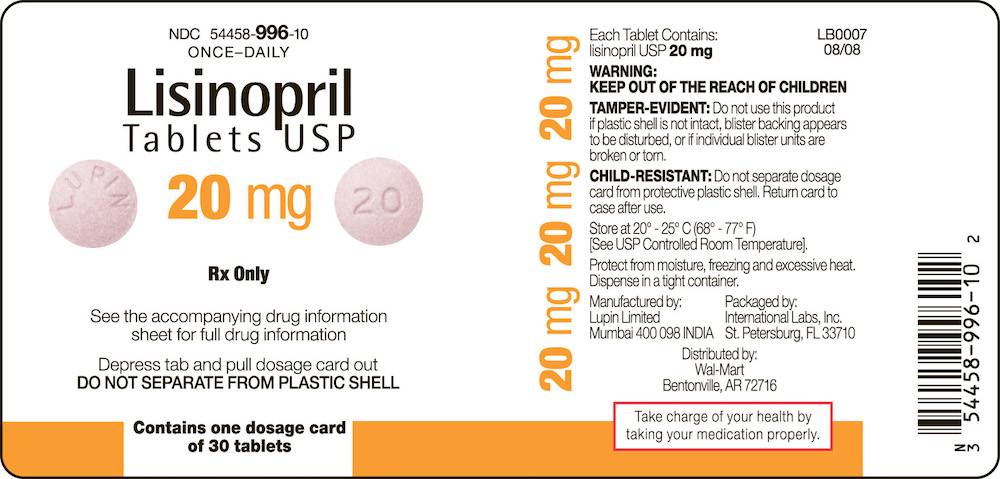 NDC 54458-996-10
ONCE–DAILY
Lisinopril
Tablets USP
LUPIN
20 mg
20
Rx Only
See the accompanying drug information
sheet for full drug information
Depress tab and pull dosage card out
DO NOT SEPARATE FROM PLASTIC SHELL
Contains one dosage card
of 30 tablets
20 mg 20 mg 20 mg
Each Tablet Contains:
lisinopril USP 20 mg
LB0007
08/08
WARNING:
KEEP OUT OF THE REACH OF CHILDREN
TAMPER-EVIDENT: Do not use this product
if plastic shell is not intact, blister backing appears
to be disturbed, or if individual blister units are
broken or torn.
CHILD-RESISTANT: Do not separate dosage
card from protective plastic shell. Return card to
case after use.
Store at 20° - 25° C (68° - 77° F)
[See USP Controlled Room Temperature].
Protect from moisture, freezing and excessive heat.
Dispense in a tight container.
Manufactured by:
Lupin Limited
Mumbai 400 098 INDIA
Packaged by:
International Labs, Inc.
St. Petersburg, FL 33710
Distributed by:
Wal-Mart
Bentonville, AR 72716
Take charge of your health by
taking your medication properly.
N
3 54458-996-10 2